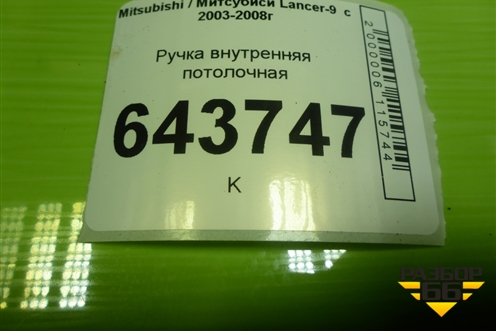 Mitsubishi / Митсубиси Lancer-9 с
2003-2008г
Ручка внутренняя
потолочная
643747
К
2000006115744
РАЗБОР
66